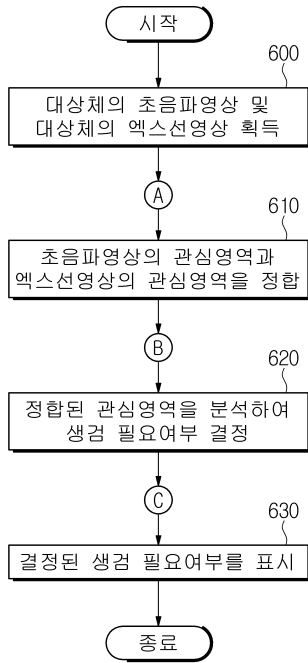 시작
600
대상체의 초음파영상 및
대상체의 엑스선영상 획득
A
610
초음파영상의 관심영역과
엑스선영상의 관심영역을 정합
B
620
정합된 관심영역을 분석하여
생검 필요여부 결정
C
630
결정된 생검 필요여부를 표시
종료